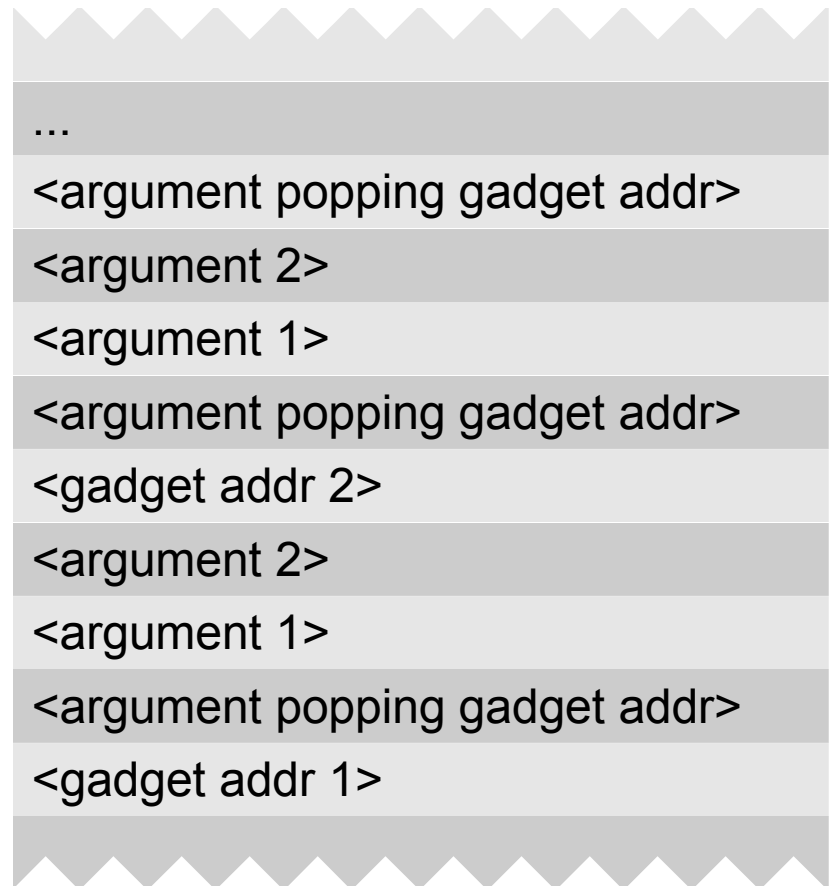 ...
<argument popping gadget addr>
<argument 2>
<argument 1>
<argument popping gadget addr>
<gadget addr 2>
<argument 2>
<argument 1>
<argument popping gadget addr>
<gadget addr 1>